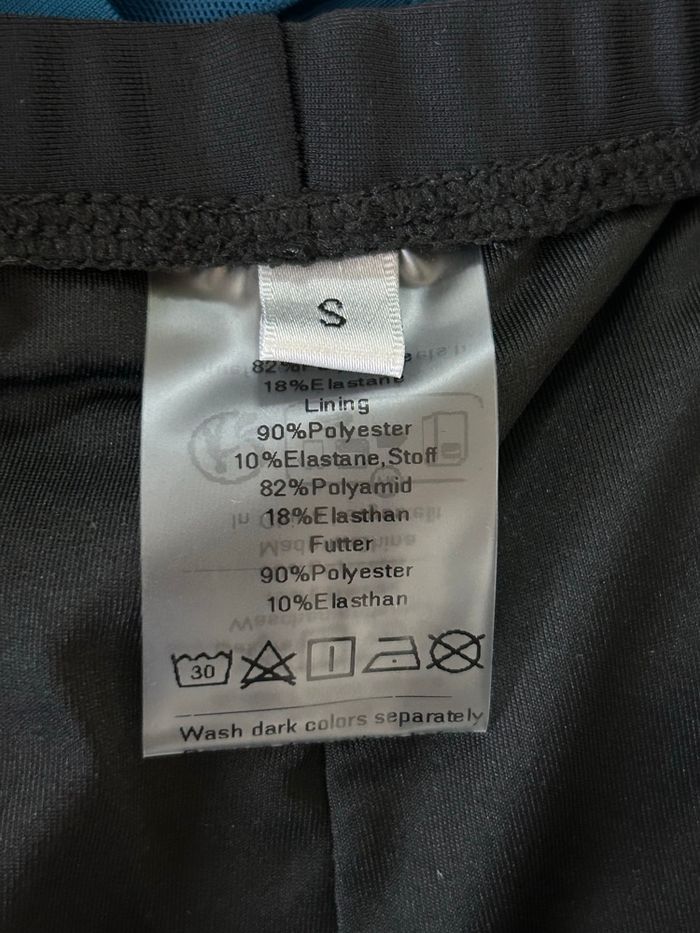 S
82%
18%Elastane
Lining
90%Polyester
10%Elastane,Stoff
82%Polyamid
18%Elasthan
Futter
90%Polyester
10%Elasthan
30
Wash dark colors separately